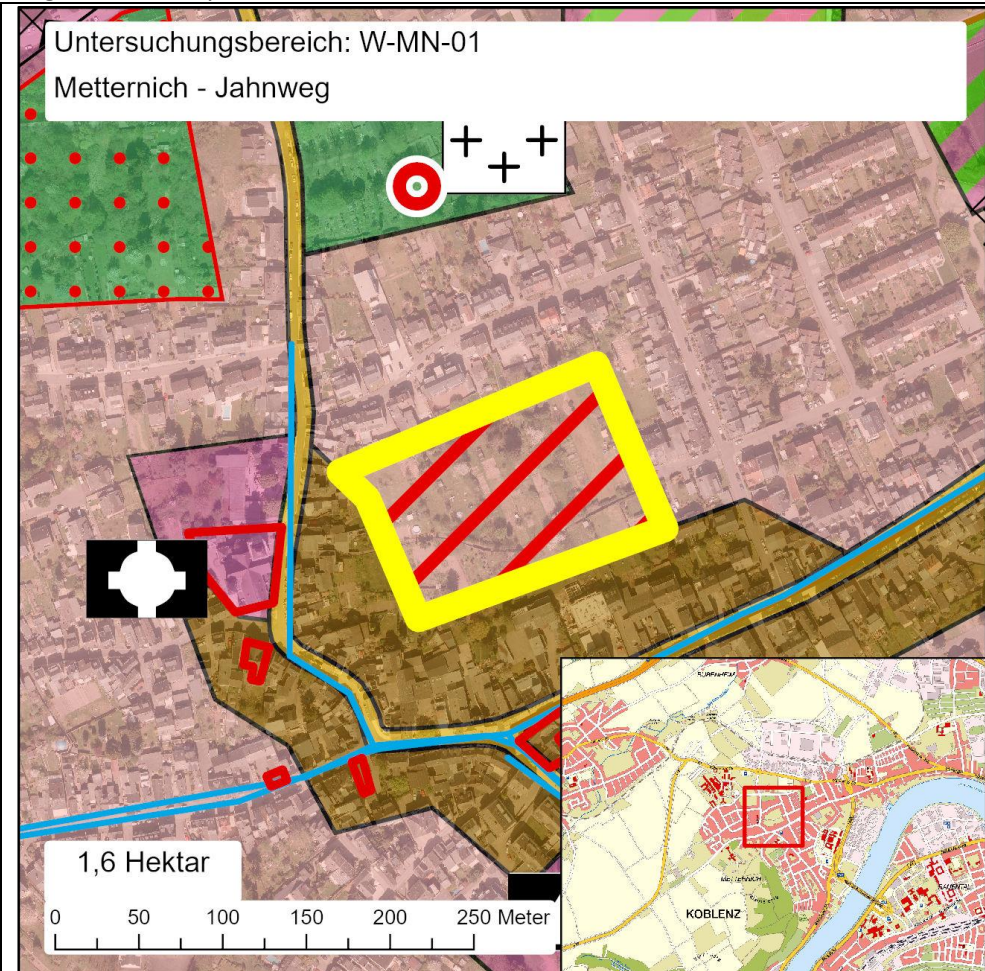 Untersuchungsbereich: W-MN-01
Metternich - Jahnweg
1,6 Hektar
0 50 100 150 200 250 Meter
KOBLENZ